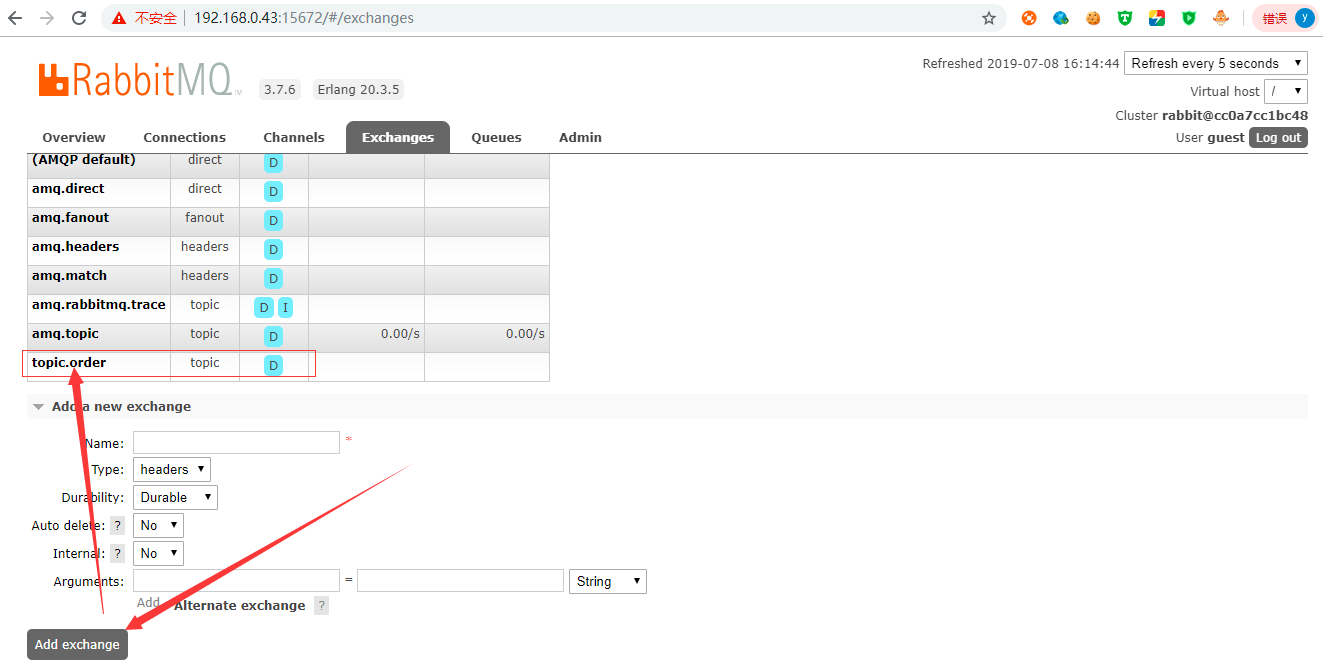 不安全 192.168.0.43:15672/#/exchanges 错误 y
RabbitMQ TM 3.7.6 Erlang 20.3.5
Refreshed 2019-07-08 16:14:44 Refresh every 5 seconds
Virtual host /
Cluster rabbit@cc0a7cc1bc48
User guest Log out
Overview Connections Channels Exchanges Queues Admin
(AMQP default) direct D
amq.direct direct D
amq.fanout fanout D
amq.headers headers D
amq.match headers D
amq.rabbitmq.trace topic D I
amq.topic topic D 0.00/s 0.00/s
topic.order topic D
Add a new exchange
Name: *
Type: headers
Durability: Durable
Auto delete: ? No
Internal: ? No
Arguments: = String
Add Alternate exchange ?
Add exchange